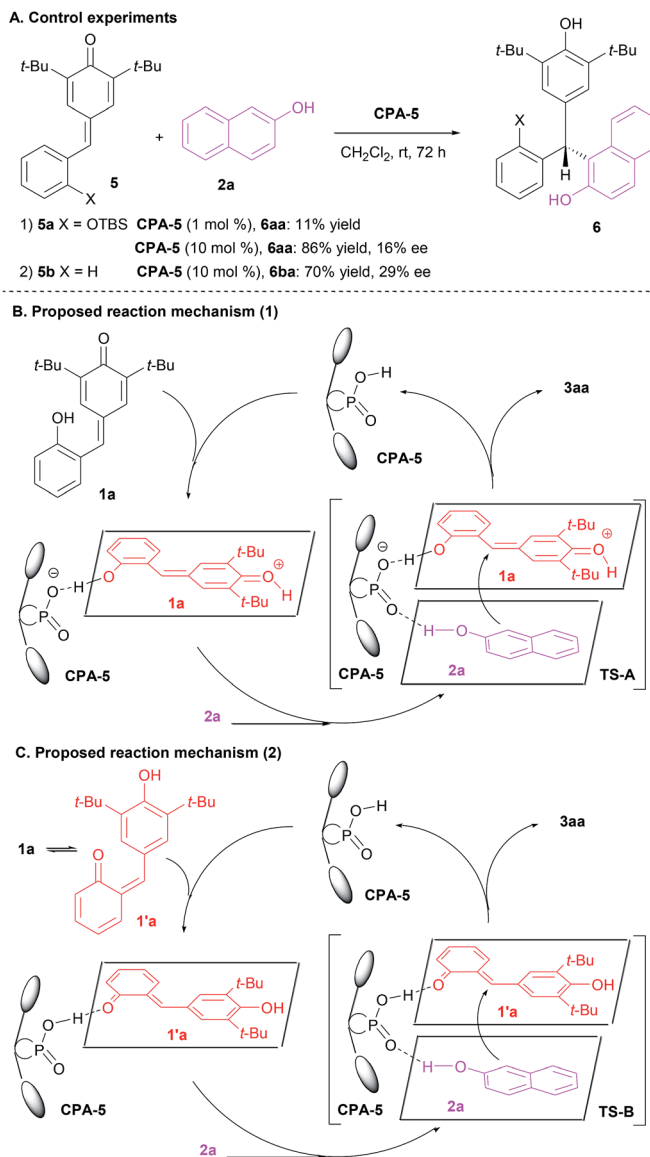 A. Control experiments
O
t-Bu
t-Bu
X
5
+
OH
2a
CPA-5
CH2Cl2, rt, 72 h
OH
t-Bu
t-Bu
X
H
HO
6
1) 5a X = OTBS CPA-5 (1 mol %), 6aa: 11% yield
CPA-5 (10 mol %), 6aa: 86% yield, 16% ee
2) 5b X = H CPA-5 (10 mol %), 6ba: 70% yield, 29% ee
B. Proposed reaction mechanism (1)
O
t-Bu
t-Bu
OH
1a
O H
P
O
CPA-5
3aa
⊖
O H
P
O
O
t-Bu
t-Bu
⊕
O
H
1a
CPA-5
⊖
O H
P
O
O
t-Bu
t-Bu
⊕
O
H
1a
H O
2a
CPA-5
TS-A
2a
C. Proposed reaction mechanism (2)
OH
t-Bu
t-Bu
1a
O
1'a
O H
P
O
CPA-5
3aa
O H
P
O
O
t-Bu
OH
t-Bu
1'a
CPA-5
O H
P
O
O
t-Bu
OH
t-Bu
1'a
H O
2a
CPA-5
TS-B
2a